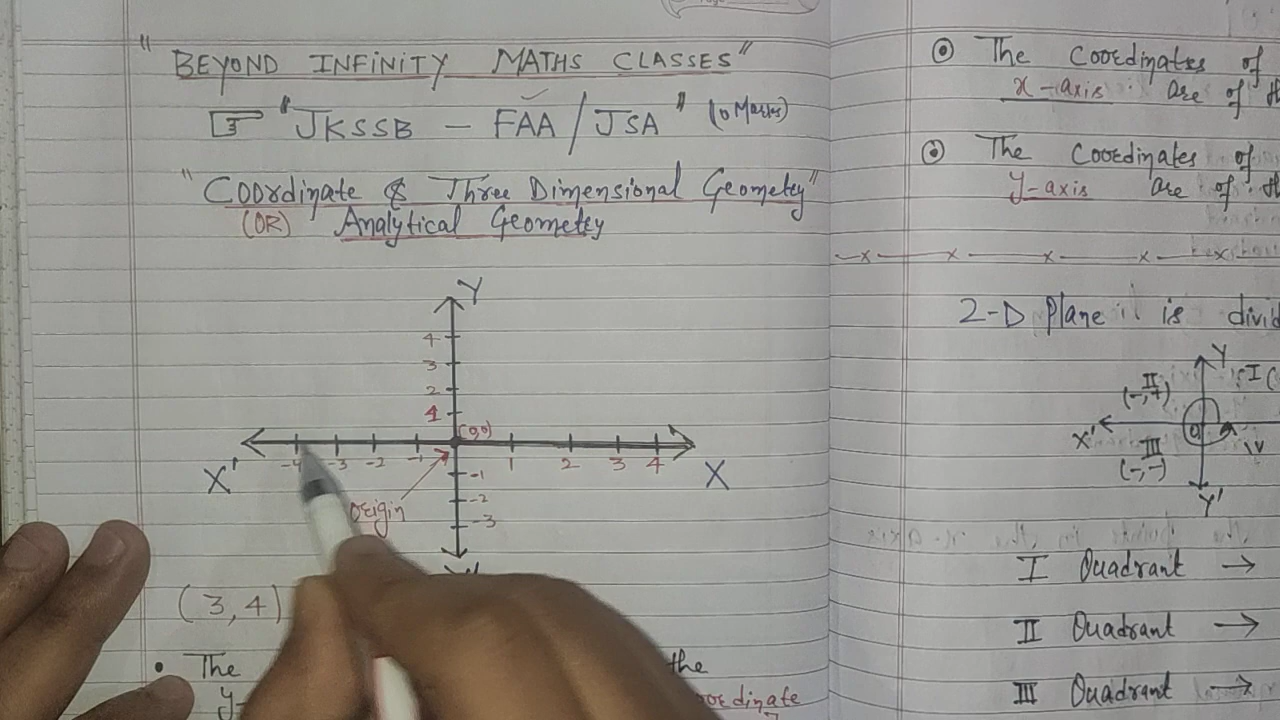 "BEYOND INFINITY MATHS CLASSES"
"JKSSB - FAA / JSA" (10 Marks)
"Coordinate & Three Dimensional Geometry"
(OR) Analytical Geometry
Y
4
3
2
1
(0,0)
-4 -3 -2 -1 1 2 3 4
X' X
-1
origin
-2
-3
(3,4)
• The the
y- ordinate
The Coordinates of
x-axis are of
The Coordinates of
y-axis are of
2-D Plane is divid
Y
II I (
(-,+)
X' O
III IV
(-,-)
Y'
I Quadrant →
II Quadrant →
III Quadrant →